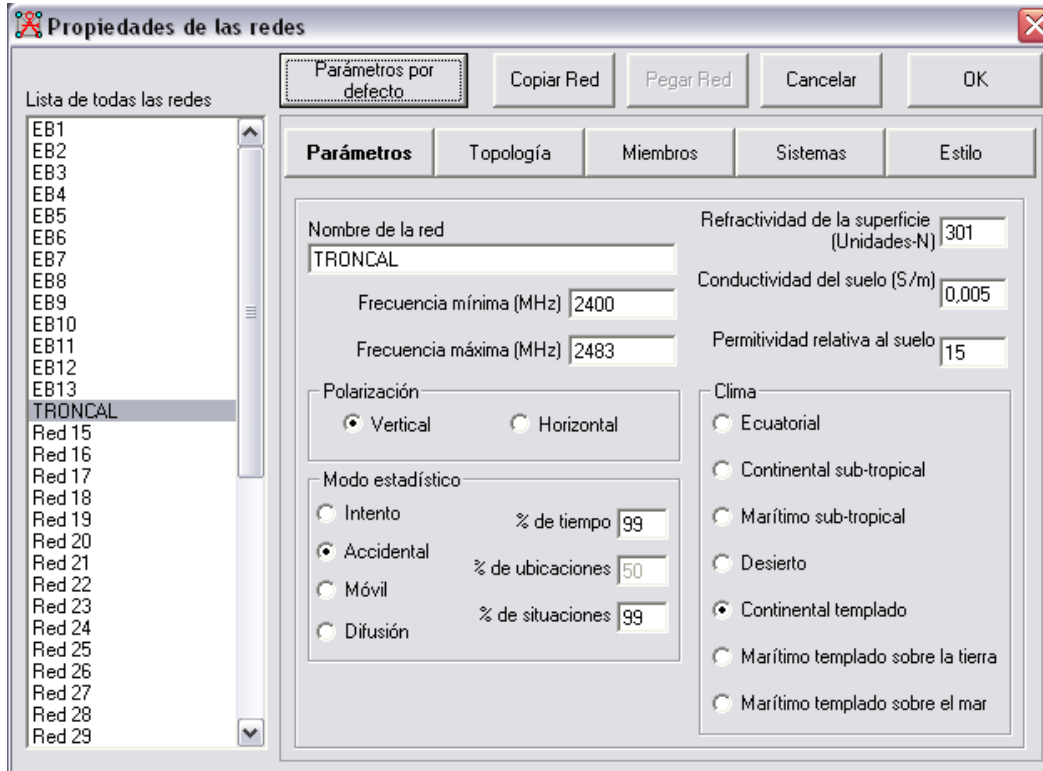 Propiedades de las redes
Parámetros por defecto
Copiar Red
Pegar Red
Cancelar
OK
Lista de todas las redes
EB1
EB2
EB3
EB4
EB5
EB6
EB7
EB8
EB9
EB10
EB11
EB12
EB13
TRONCAL
Red 15
Red 16
Red 17
Red 18
Red 19
Red 20
Red 21
Red 22
Red 23
Red 24
Red 25
Red 26
Red 27
Red 28
Red 29
Parámetros
Topología
Miembros
Sistemas
Estilo
Nombre de la red
TRONCAL
Frecuencia mínima (MHz) 2400
Frecuencia máxima (MHz) 2483
Polarización
Vertical
Horizontal
Modo estadístico
Intento
Accidental
Móvil
Difusión
% de tiempo 99
% de ubicaciones 50
% de situaciones 99
Refractividad de la superficie
(Unidades-N) 301
Conductividad del suelo (S/m) 0,005
Permitividad relativa al suelo 15
Clima
Ecuatorial
Continental sub-tropical
Marítimo sub-tropical
Desierto
Continental templado
Marítimo templado sobre la tierra
Marítimo templado sobre el mar